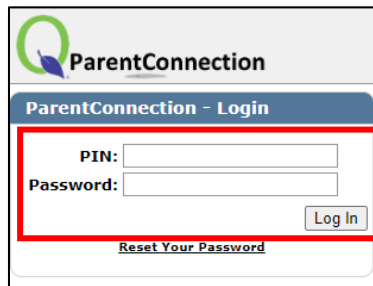 ParentConnection
ParentConnection - Login
PIN:
Password:
Log In
Reset Your Password